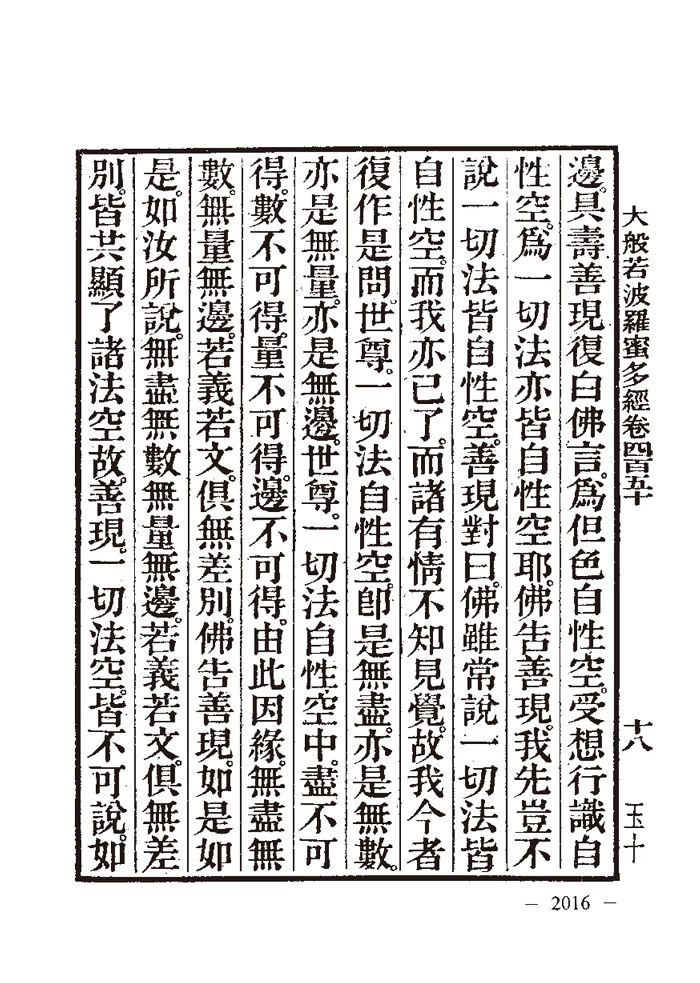 大般若波羅蜜多經卷四百五十
十八
玉十
邊。具壽善現復白佛言。爲但色自性空。受想行識自
性空。爲一切法亦皆自性空耶。佛告善現。我先豈不
說一切法皆自性空。善現對曰。佛雖常說一切法皆
自性空。而我亦已了。而諸有情不知見覺。故我今者
復作是問。世尊。一切法自性空。卽是無盡。亦是無數。
亦是無量。亦是無邊。世尊。一切法自性空中。盡不可
得。數不可得。量不可得。邊不可得。由此因緣。無盡無
數。無量無邊。若義若文。俱無差別。佛告善現。如是如
是。如汝所說。無盡無數無量無邊。若義若文。俱無差
別。皆共顯了諸法空故。善現。一切法空。皆不可說。如
— 2016 —